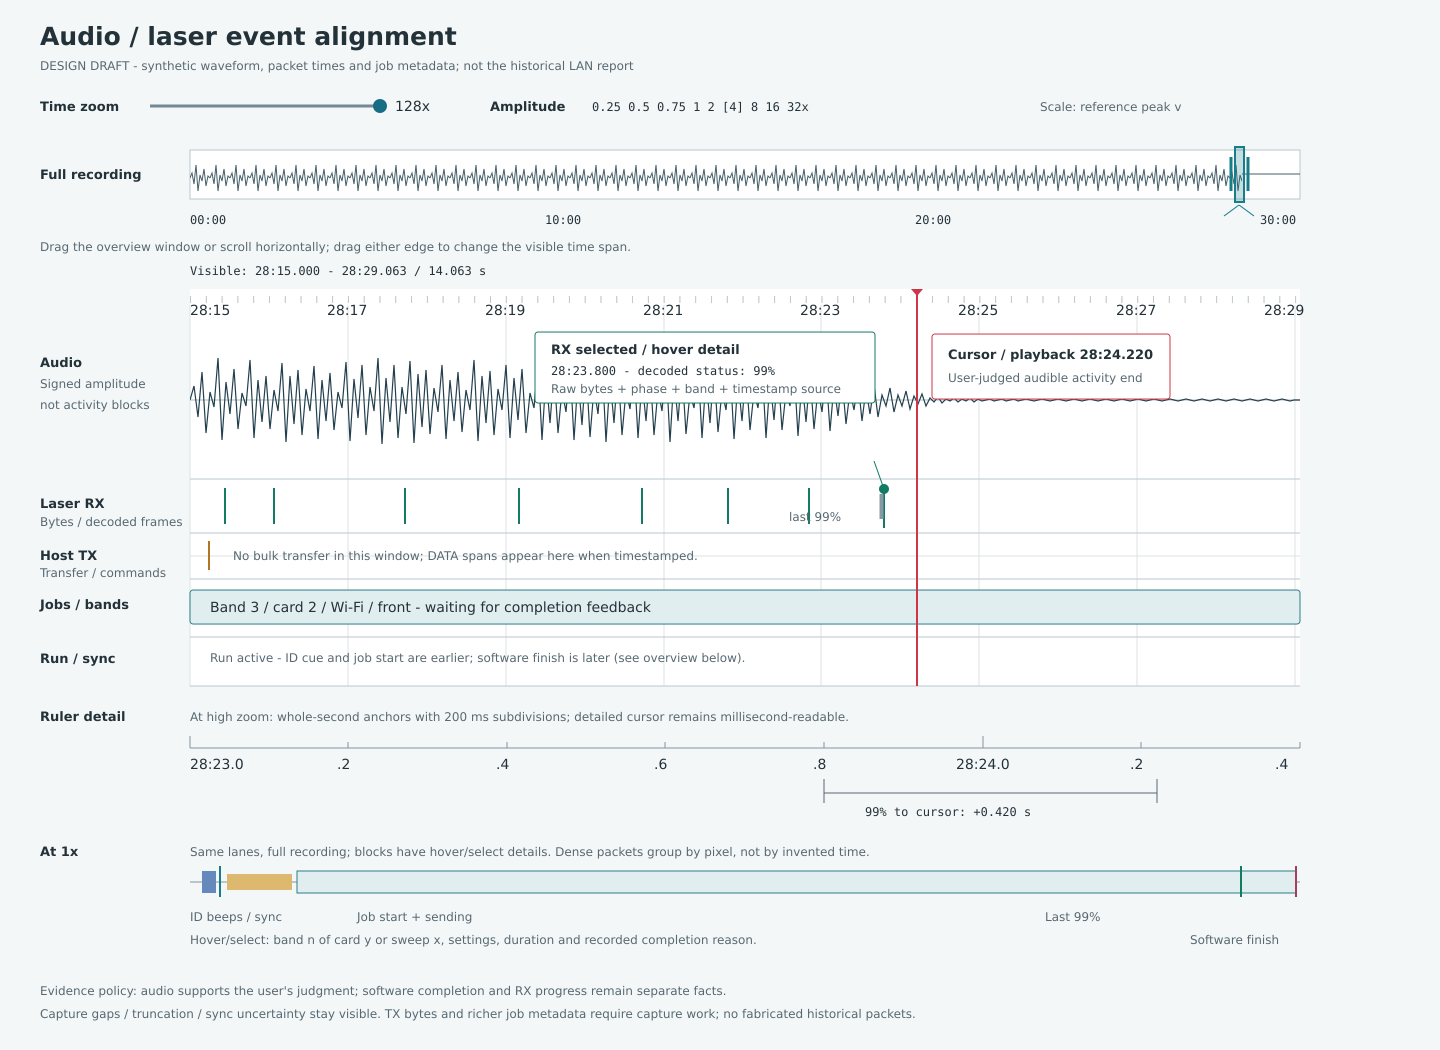 Audio / laser event alignment
DESIGN DRAFT - synthetic waveform, packet times and job metadata; not the historical LAN report
Time zoom 128x Amplitude 0.25 0.5 0.75 1 2 [4] 8 16 32x Scale: reference peak v
Full recording
00:00 10:00 20:00 30:00
Drag the overview window or scroll horizontally; drag either edge to change the visible time span.
Visible: 28:15.000 - 28:29.063 / 14.063 s
28:15 28:17 28:19 28:21 28:23 28:25 28:27 28:29
RX selected / hover detail
28:23.800 - decoded status: 99%
Raw bytes + phase + band + timestamp source
Cursor / playback 28:24.220
User-judged audible activity end
Audio
Signed amplitude
not activity blocks
Laser RX
Bytes / decoded frames
last 99%
Host TX
Transfer / commands
No bulk transfer in this window; DATA spans appear here when timestamped.
Jobs / bands Band 3 / card 2 / Wi-Fi / front - waiting for completion feedback
Run / sync Run active - ID cue and job start are earlier; software finish is later (see overview below).
Ruler detail At high zoom: whole-second anchors with 200 ms subdivisions; detailed cursor remains millisecond-readable.
28:23.0 .2 .4 .6 .8 28:24.0 .2 .4
99% to cursor: +0.420 s
At 1x Same lanes, full recording; blocks have hover/select details. Dense packets group by pixel, not by invented time.
ID beeps / sync Job start + sending Last 99%
Hover/select: band n of card y or sweep x, settings, duration and recorded completion reason. Software finish
Evidence policy: audio supports the user's judgment; software completion and RX progress remain separate facts.
Capture gaps / truncation / sync uncertainty stay visible. TX bytes and richer job metadata require capture work; no fabricated historical packets.